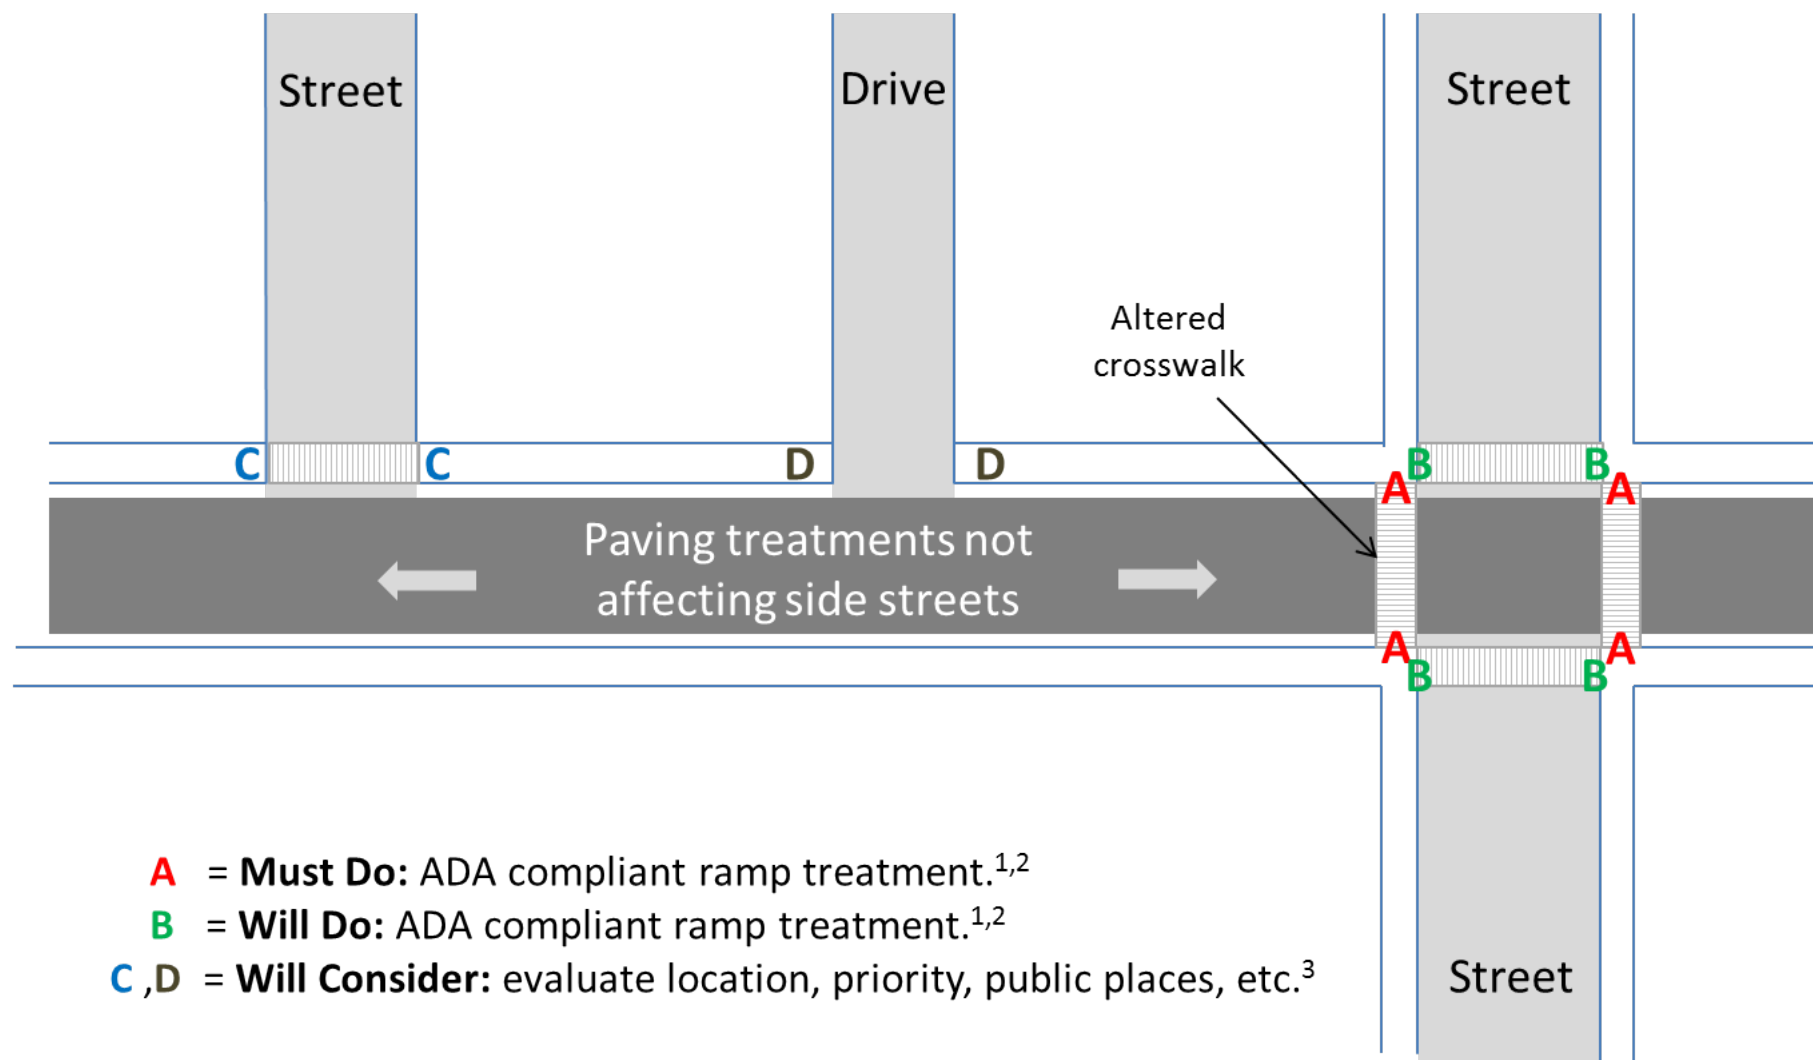 Street
Drive
Street
Altered
crosswalk
C
C
D
D
B
B
A
A
Paving treatments not
affecting side streets
A
A
B
B
A = Must Do: ADA compliant ramp treatment.1,2
B = Will Do: ADA compliant ramp treatment.1,2
C ,D = Will Consider: evaluate location, priority, public places, etc.3
Street